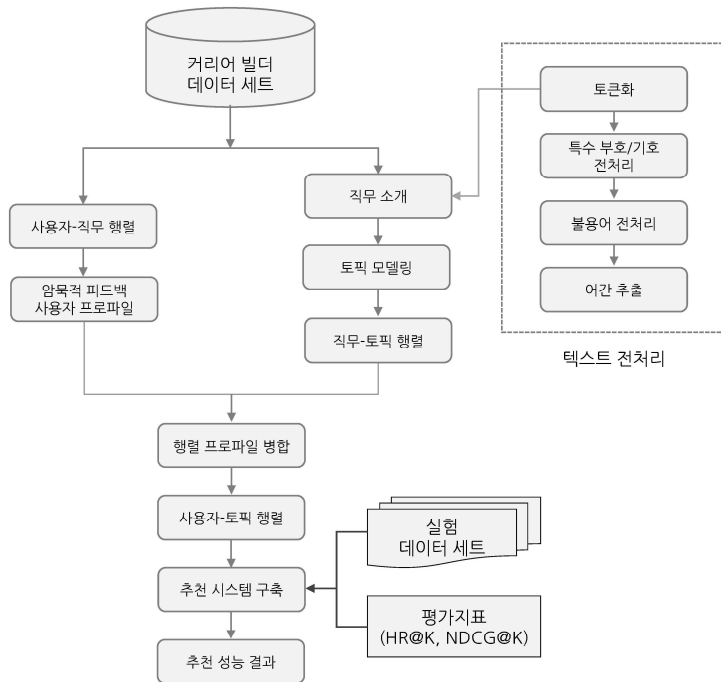 커리어 빌더
데이터 세트
토큰화
특수 부호/기호
전처리
불용어 전처리
어간 추출
텍스트 전처리
직무 소개
토픽 모델링
직무-토픽 행렬
사용자-직무 행렬
암묵적 피드백
사용자 프로파일
행렬 프로파일 병합
사용자-토픽 행렬
추천 시스템 구축
추천 성능 결과
실험
데이터 세트
평가지표
(HR@K, NDCG@K)